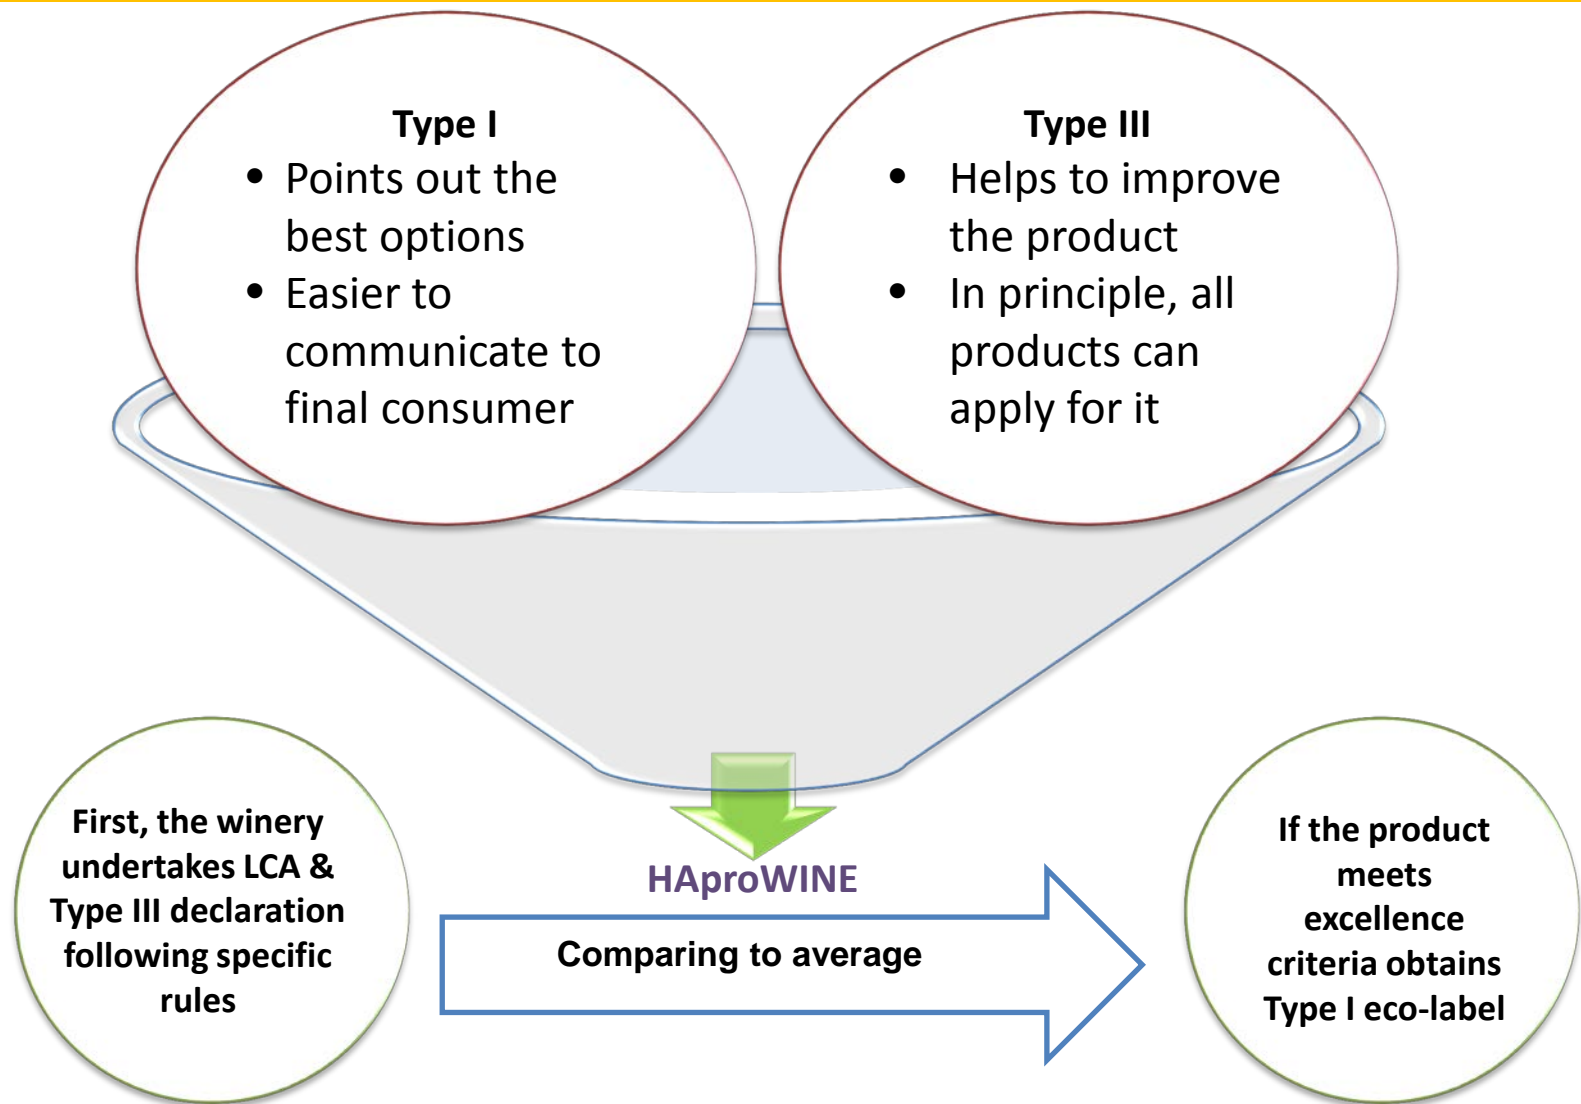 Type I
• Points out the
best options
• Easier to
communicate to
final consumer
Type III
• Helps to improve
the product
• In principle, all
products can
apply for it
First, the winery
undertakes LCA &
Type III declaration
following specific
rules
HAproWINE
Comparing to average
If the product
meets
excellence
criteria obtains
Type I eco-label